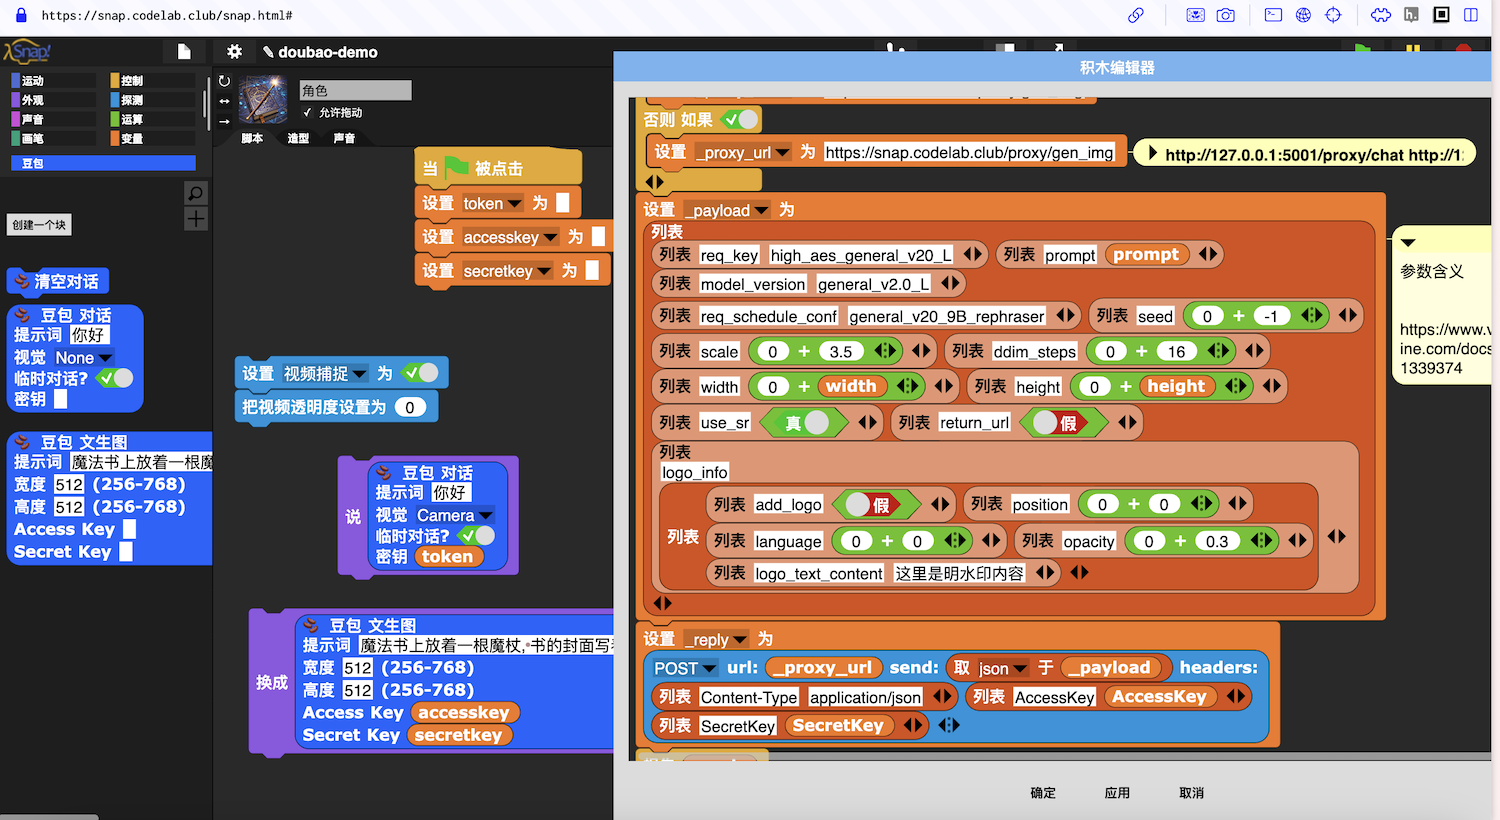 https://snap.codelab.club/snap.html#
Snap!
doubao-demo
运动
控制
外观
探测
声音
运算
画笔
变量
豆包
创建一个块
清空对话
豆包 对话
提示词 你好
视觉 None
临时对话?
密钥
豆包 文生图
提示词 魔法书上放着一根魔
宽度 512 (256-768)
高度 512 (256-768)
Access Key
Secret Key
角色
允许拖动
脚本 造型 声音
当 被点击
设置 token 为
设置 accesskey 为
设置 secretkey 为
设置 视频捕捉 为
把视频透明度设置为 0
说
豆包 对话
提示词 你好
视觉 Camera
临时对话?
密钥 token
换成
豆包 文生图
提示词 魔法书上放着一根魔杖,书的封面写着
宽度 512 (256-768)
高度 512 (256-768)
Access Key accesskey
Secret Key secretkey
积木编辑器
否则 如果
设置 _proxy_url 为 https://snap.codelab.club/proxy/gen_img
http://127.0.0.1:5001/proxy/chat http://1
设置 _payload 为
列表
列表 req_key high_aes_general_v20_L 列表 prompt prompt
列表 model_version general_v2.0_L
列表 req_schedule_conf general_v20_9B_rephraser 列表 seed 0 + -1
列表 scale 0 + 3.5 列表 ddim_steps 0 + 16
列表 width 0 + width 列表 height 0 + height
列表 use_sr 真 列表 return_url 假
列表
logo_info
列表
列表 add_logo 假 列表 position 0 + 0
列表 language 0 + 0 列表 opacity 0 + 0.3
列表 logo_text_content 这里是明水印内容
参数含义
https://www.v
ine.com/docs
1339374
设置 _reply 为
POST url: _proxy_url send: 取 json 于 _payload headers:
列表 Content-Type application/json 列表 AccessKey AccessKey
列表 SecretKey SecretKey
确定 应用 取消